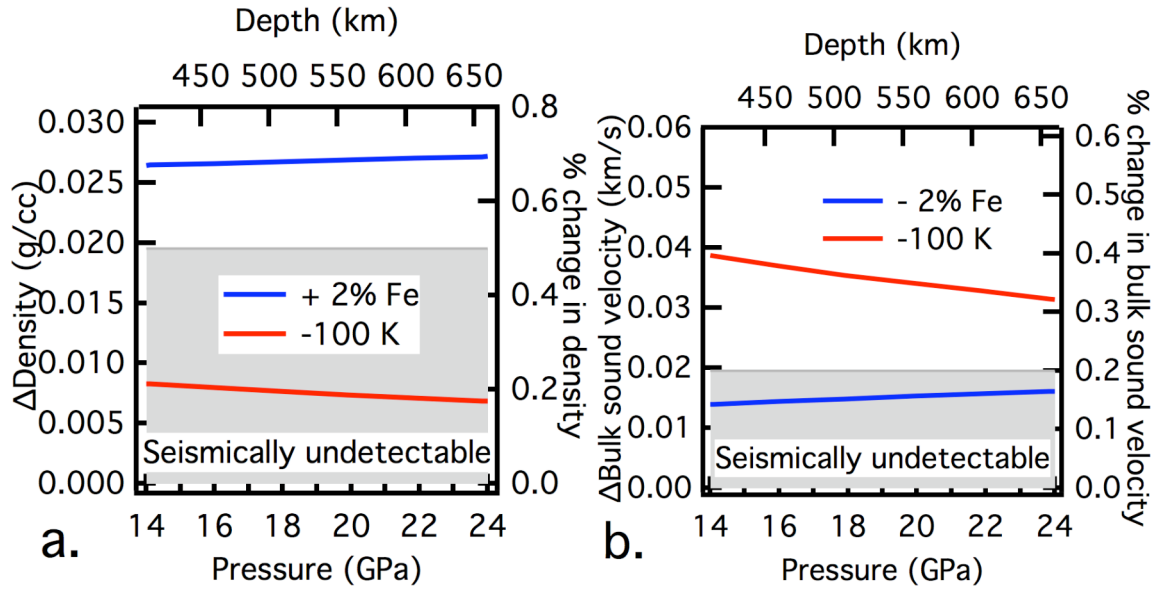 Depth (km)
450 500 550 600 650
0.030
0.025
0.020
0.015
0.010
0.005
0.000
ΔDensity (g/cc)
0.8
0.6
0.4
0.2
0.0
% change in density
+ 2% Fe
-100 K
Seismically undetectable
14 16 18 20 22 24
Pressure (GPa)
a.
Depth (km)
450 500 550 600 650
0.06
0.05
0.04
0.03
0.02
0.01
0.00
ΔBulk sound velocity (km/s)
0.6
0.5
0.4
0.3
0.2
0.1
0.0
% change in bulk sound velocity
- 2% Fe
-100 K
Seismically undetectable
14 16 18 20 22 24
Pressure (GPa)
b.